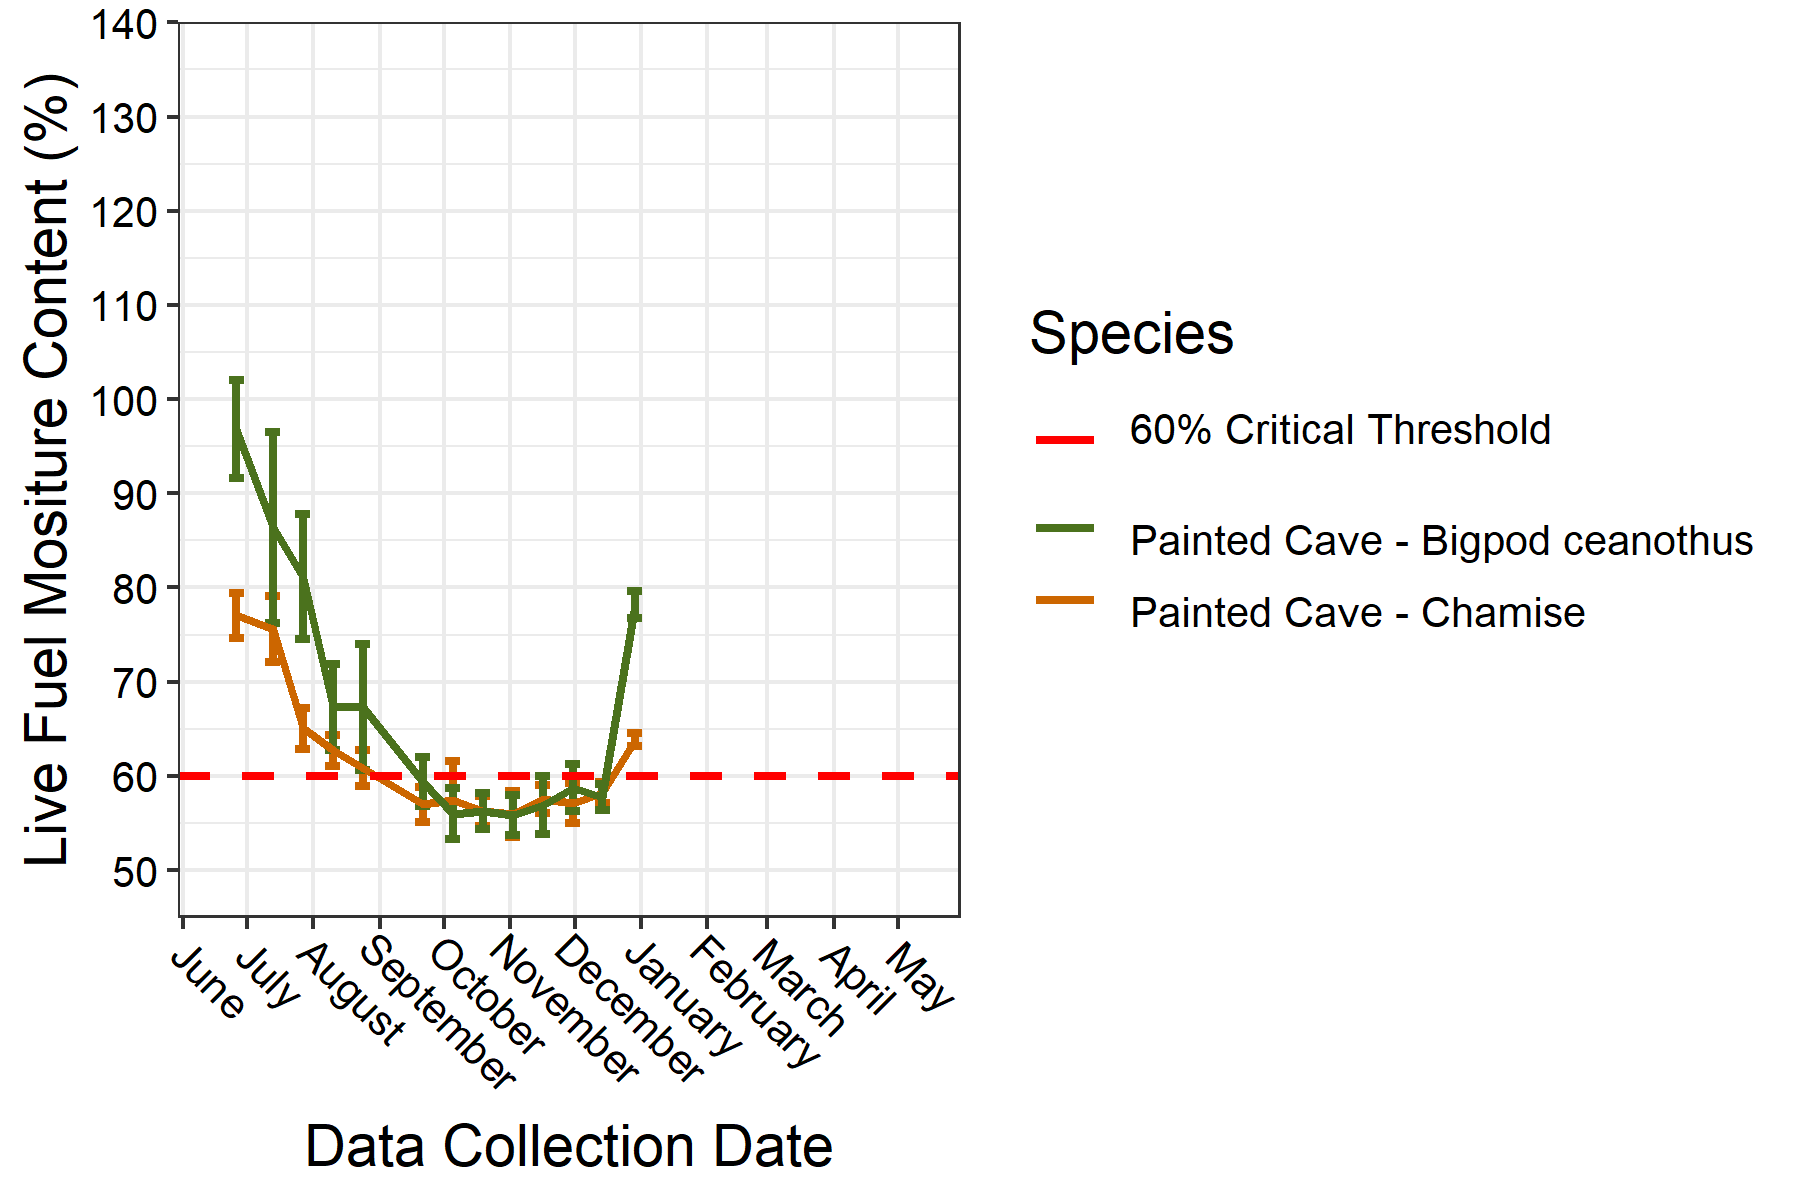 Live Fuel Mositure Content (%)
140
130
120
110
100
90
80
70
60
50
June
July
August
September
October
November
December
January
February
March
April
May
Data Collection Date
Species
60% Critical Threshold
Painted Cave - Bigpod ceanothus
Painted Cave - Chamise